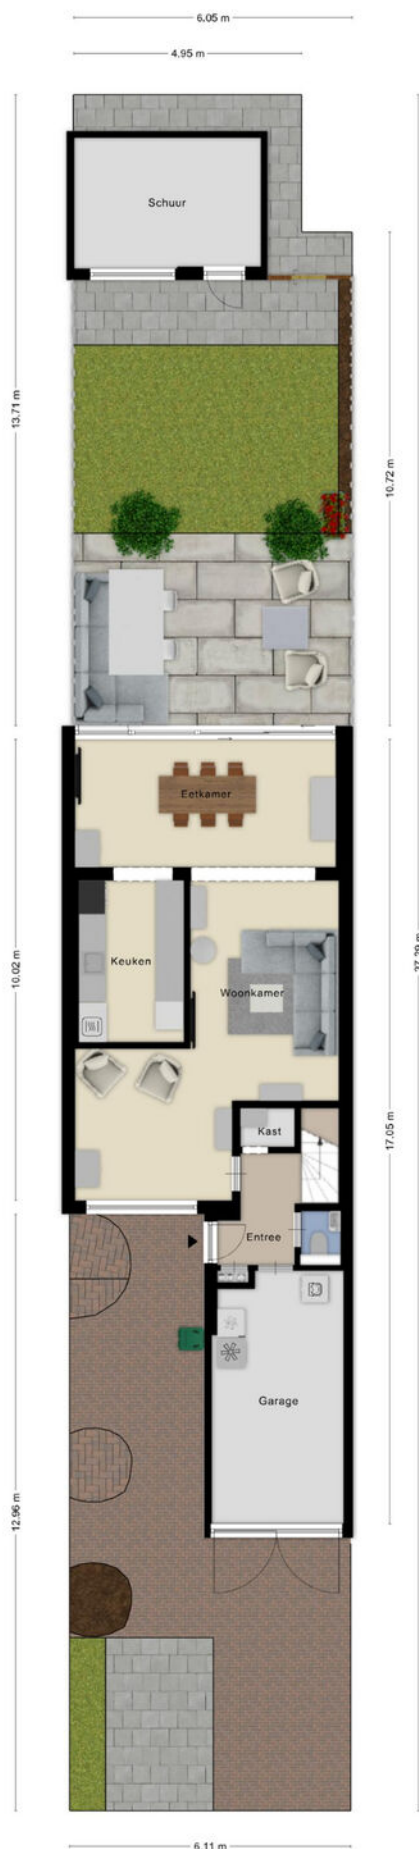 6.05 m
4.95 m
Schuur
13.71 m
10.72 m
Eetkamer
Keuken
Woonkamer
10.02 m
17.05 m
Kast
Entree
Garage
12.96 m
6.11 m